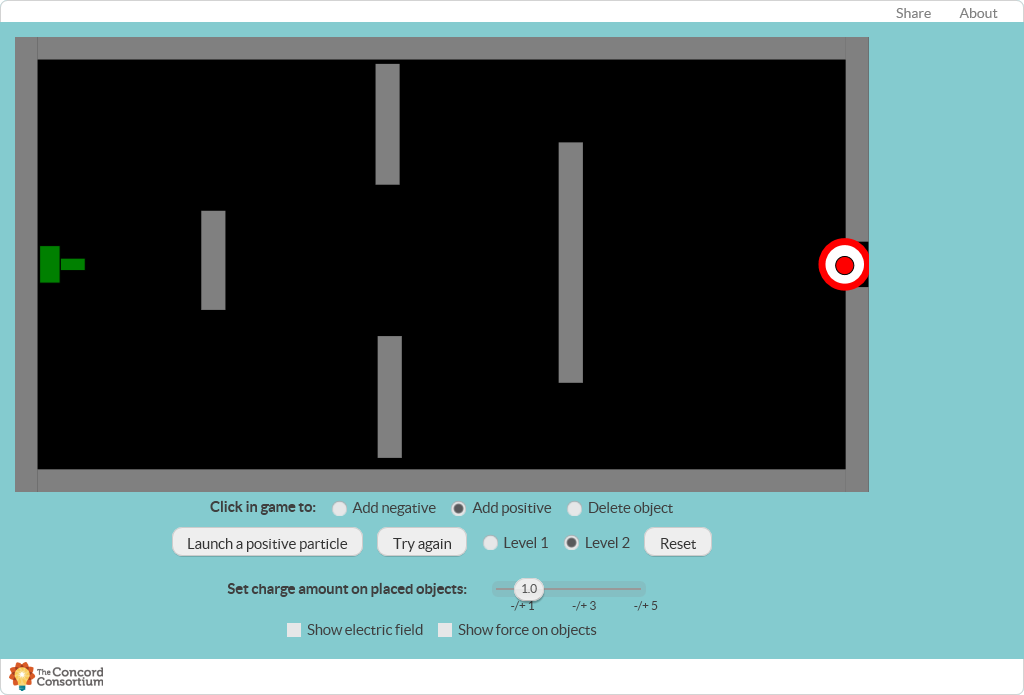 Share About
Click in game to: Add negative Add positive Delete object
Launch a positive particle Try again Level 1 Level 2 Reset
Set charge amount on placed objects: 1.0
-/+ 1 -/+ 3 -/+ 5
Show electric field Show force on objects
The Concord
Consortium